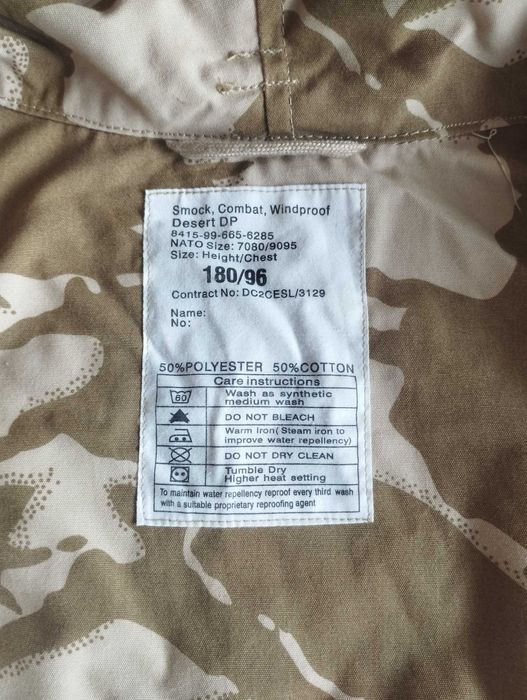 Smock, Combat, Windproof
Desert DP
8415-99-665-6285
NATO Size: 7080/9095
Size: Height/Chest
180/96
Contract No: DC2CESL/3129
Name:
No:
50%POLYESTER 50%COTTON
Care instructions
60 Wash as synthetic
medium wash
DO NOT BLEACH
Warm Iron( Steam iron to
improve water repellency)
DO NOT DRY CLEAN
Tumble Dry
Higher heat setting
To maintain water repellency reproof every third wash
with a suitable proprietary reproofing agent